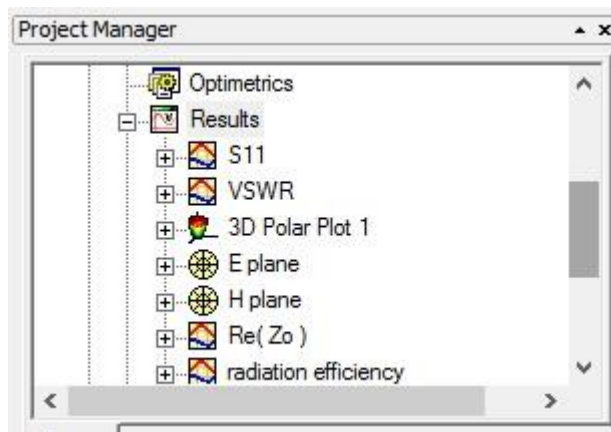 Project Manager
Optimetrics
Results
S11
VSWR
3D Polar Plot 1
E plane
H plane
Re( Zo )
radiation efficiency